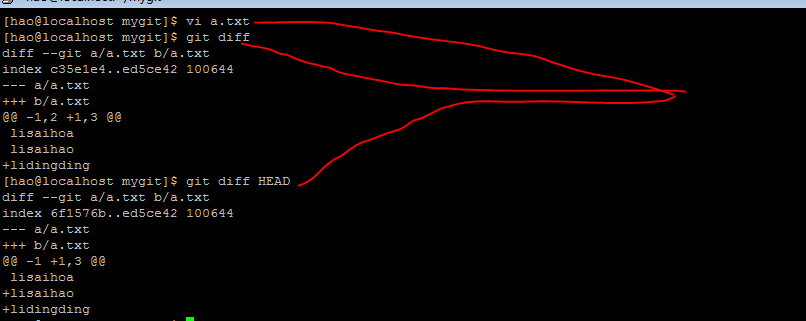 [hao@localhost mygit]$ vi a.txt
[hao@localhost mygit]$ git diff
diff --git a/a.txt b/a.txt
index c35e1e4..ed5ce42 100644
--- a/a.txt
+++ b/a.txt
@@ -1,2 +1,3 @@
 lisaihoa
 lisaihao
+lidingding
[hao@localhost mygit]$ git diff HEAD
diff --git a/a.txt b/a.txt
index 6f1576b..ed5ce42 100644
--- a/a.txt
+++ b/a.txt
@@ -1 +1,3 @@
 lisaihoa
+lisaihao
+lidingding